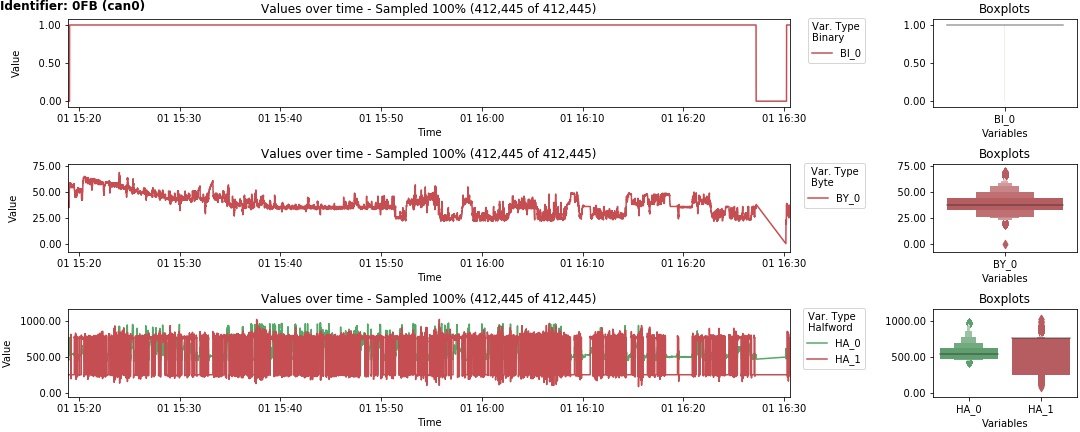 Identifier: 0FB (can0)
Values over time - Sampled 100% (412,445 of 412,445)
Boxplots
1.00
0.50
0.00
Value
01 15:20 01 15:30 01 15:40 01 15:50 01 16:00 01 16:10 01 16:20 01 16:30
Time
Var. Type
Binary
BI_0
1.00
0.50
0.00
BI_0
Variables
Values over time - Sampled 100% (412,445 of 412,445)
Boxplots
75.00
50.00
25.00
0.00
Value
01 15:20 01 15:30 01 15:40 01 15:50 01 16:00 01 16:10 01 16:20 01 16:30
Time
Var. Type
Byte
BY_0
75.00
50.00
25.00
0.00
BY_0
Variables
Values over time - Sampled 100% (412,445 of 412,445)
Boxplots
1000.00
500.00
0.00
Value
01 15:20 01 15:30 01 15:40 01 15:50 01 16:00 01 16:10 01 16:20 01 16:30
Time
Var. Type
Halfword
HA_0
HA_1
1000.00
500.00
0.00
HA_0 HA_1
Variables